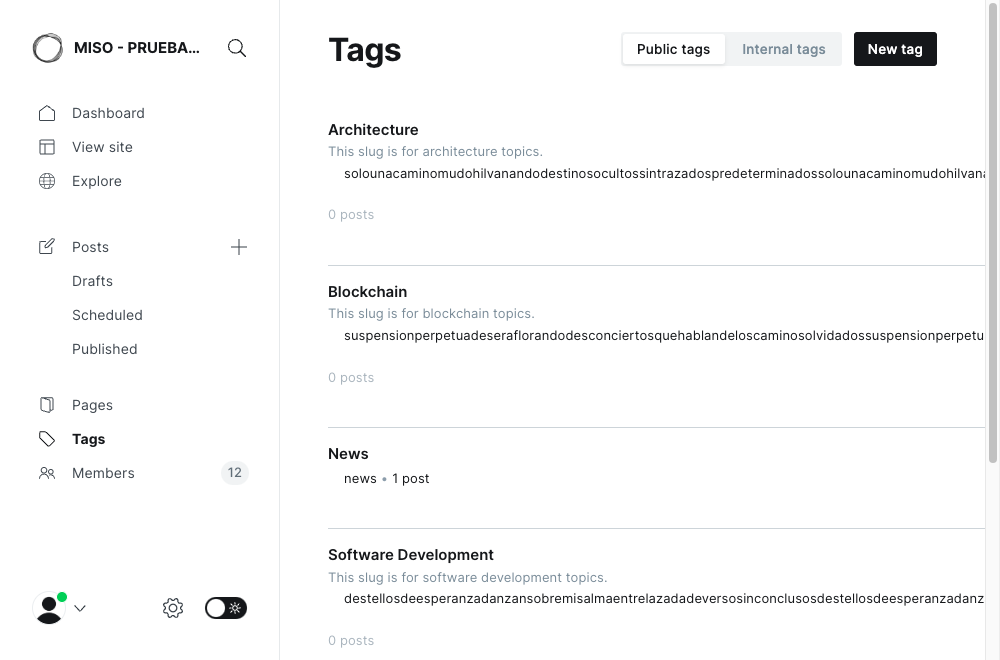 MISO - PRUEBA...
Dashboard
View site
Explore
Posts
Drafts
Scheduled
Published
Pages
Tags
Members
12
Tags
Public tags
Internal tags
New tag
Architecture
This slug is for architecture topics.
solounacaminomudohilvanandodestinosocultossintrazadospredeterminadossolounacaminomudohilvana
0 posts
Blockchain
This slug is for blockchain topics.
suspensionperpetuadeseraflorandodesconciertosquehablandeloscaminosolvidadossuspensionperpetu
0 posts
News
news • 1 post
Software Development
This slug is for software development topics.
destellosdeesperanzadanzansobremisalmaentrelazadadeversosinconclusosdestellosdeesperanzadanz
0 posts